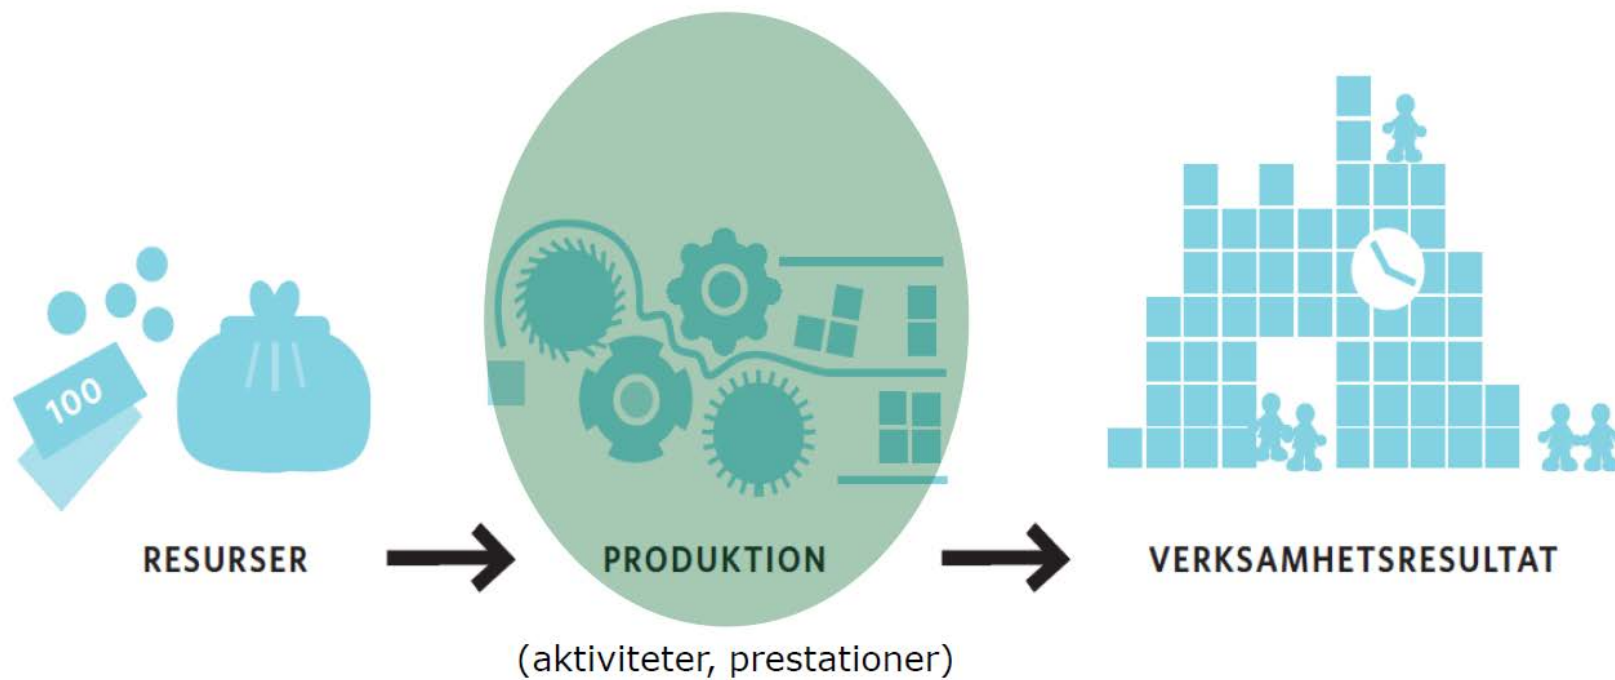 100
RESURSER
PRODUKTION
VERKSAMHETSRESULTAT
(aktiviteter, prestationer)